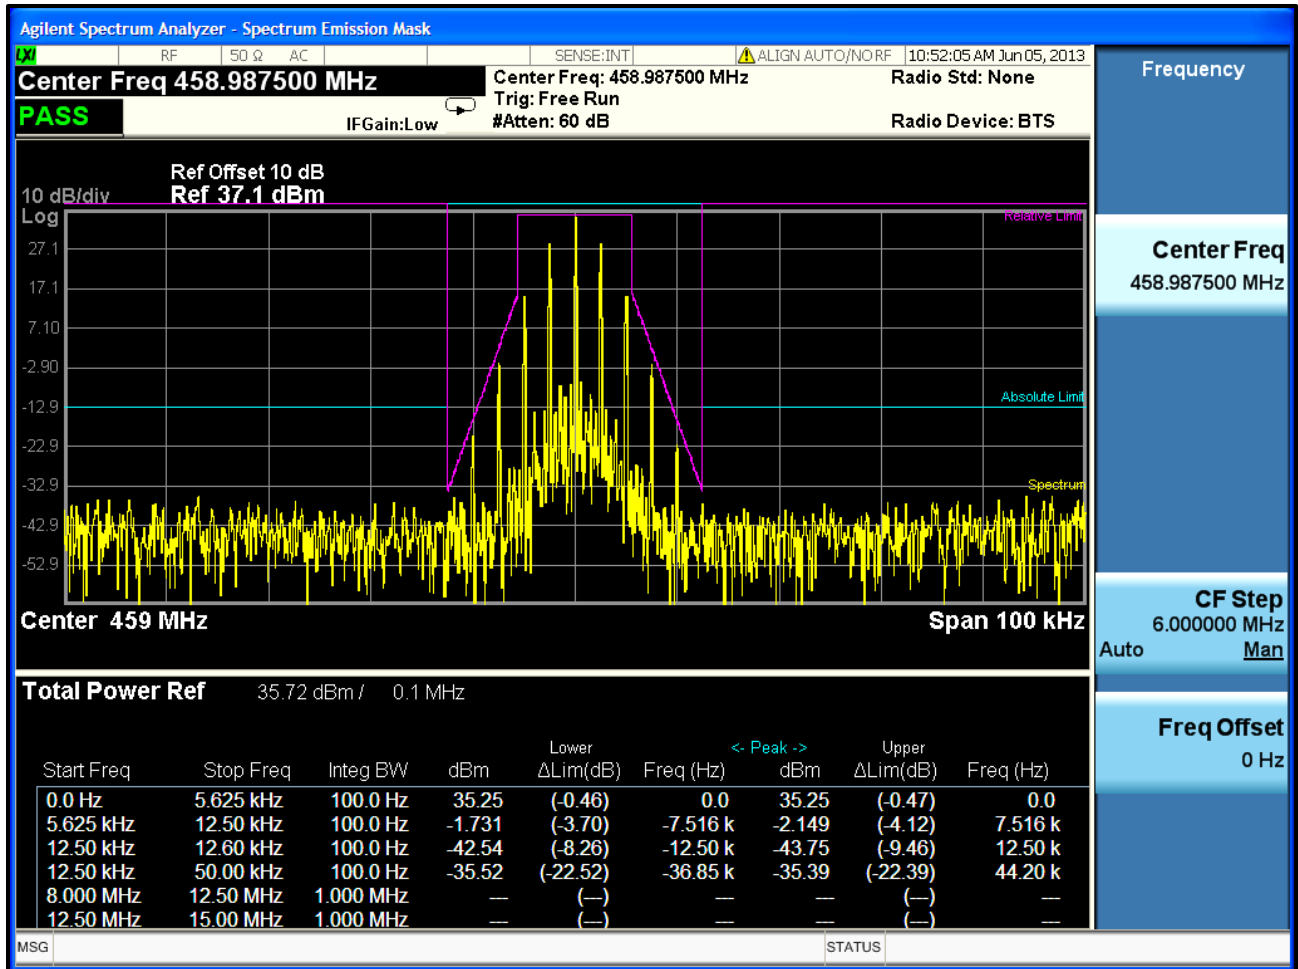 Agilent Spectrum Analyzer - Spectrum Emission Mask
LXI RF 50 Ω AC SENSE:INT ALIGN AUTO/NO RF 10:52:05 AM Jun 05, 2013
Center Freq 458.987500 MHz
Center Freq: 458.987500 MHz
Radio Std: None
Trig: Free Run
PASS
IFGain:Low
#Atten: 60 dB
Radio Device: BTS
Ref Offset 10 dB
10 dB/div Ref 37.1 dBm
Log
Relative Limit
27.1
17.1
7.10
-2.90
Absolute Limit
-12.9
-22.9
-32.9
Spectrum
-42.9
-52.9
Center 459 MHz
Span 100 kHz
Total Power Ref 35.72 dBm / 0.1 MHz
Lower <- Peak -> Upper
Start Freq Stop Freq Integ BW dBm ΔLim(dB) Freq (Hz) dBm ΔLim(dB) Freq (Hz)
0.0 Hz 5.625 kHz 100.0 Hz 35.25 (-0.46) 0.0 35.25 (-0.47) 0.0
5.625 kHz 12.50 kHz 100.0 Hz -1.731 (-3.70) -7.516 k -2.149 (-4.12) 7.516 k
12.50 kHz 12.60 kHz 100.0 Hz -42.54 (-8.26) -12.50 k -43.75 (-9.46) 12.50 k
12.50 kHz 50.00 kHz 100.0 Hz -35.52 (-22.52) -36.85 k -35.39 (-22.39) 44.20 k
8.000 MHz 12.50 MHz 1.000 MHz --- (---) --- --- (---) ---
12.50 MHz 15.00 MHz 1.000 MHz --- (---) --- --- (---) ---
MSG
STATUS
Frequency
Center Freq
458.987500 MHz
CF Step
6.000000 MHz
Auto Man
Freq Offset
0 Hz